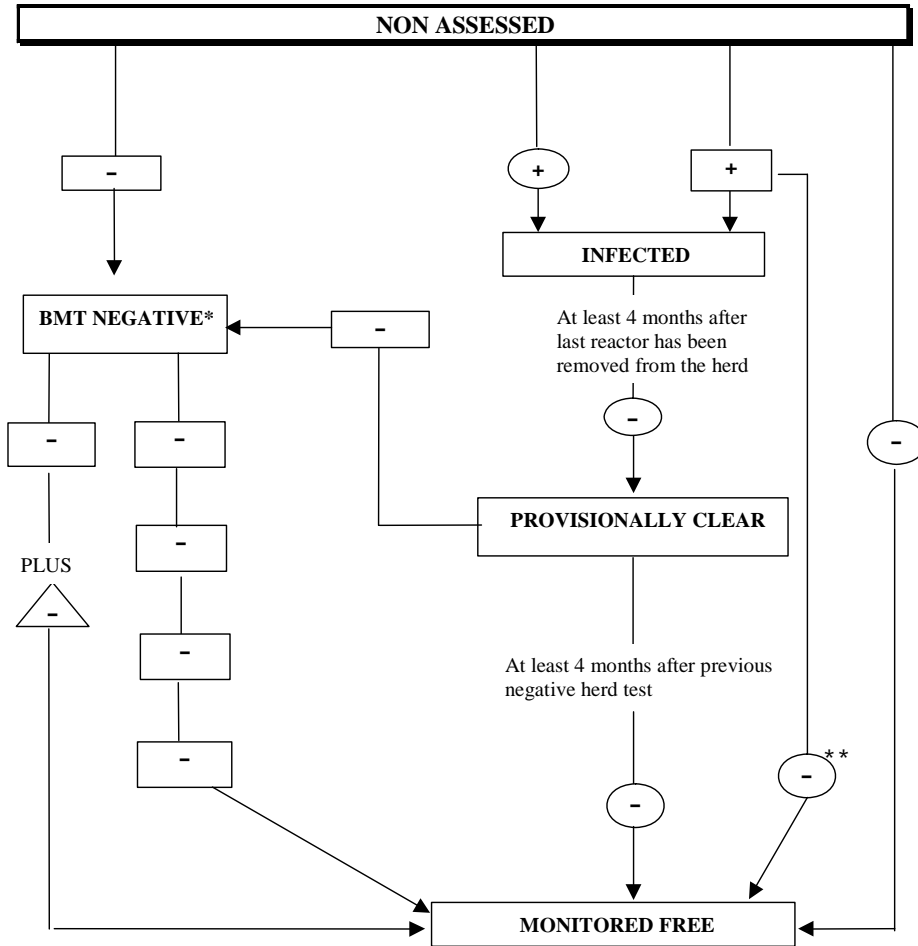 NON ASSESSED
-
+
+
INFECTED
BMT NEGATIVE*
-
At least 4 months after
last reactor has been
removed from the herd
-
-
-
-
PROVISIONALLY CLEAR
-
PLUS
-
-
At least 4 months after previous
negative herd test
-
- **
-
MONITORED FREE